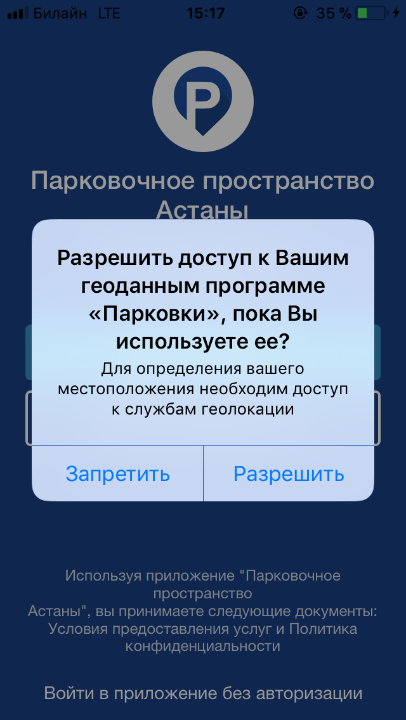 Билайн LTE 15:17 35 %
P
Парковочное пространство
Астаны
Разрешить доступ к Вашим
геоданным программе
«Парковки», пока Вы
используете ее?
Для определения вашего
местоположения необходим доступ
к службам геолокации
Запретить Разрешить
Используя приложение "Парковочное
пространство
Астаны", вы принимаете следующие документы:
Условия предоставления услуг и Политика
конфиденциальности
Войти в приложение без авторизации